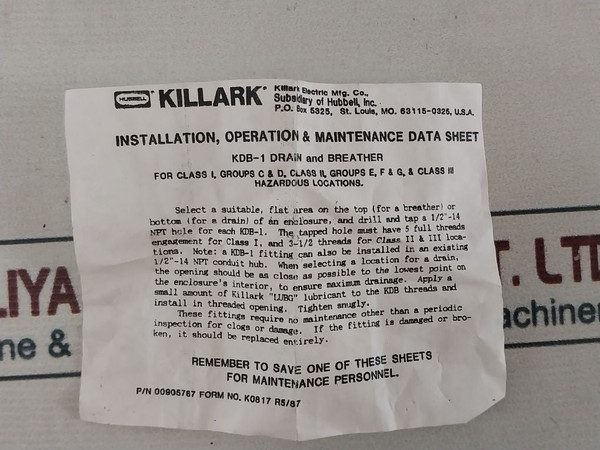 HUBBELL KILLARK® Killark Electric Mfg. Co.,
Subsidiary of Hubbell, Inc.
P.O. Box 5325, St. Louis, MO. 63115-0325, U.S.A.
INSTALLATION, OPERATION & MAINTENANCE DATA SHEET
KDB-1 DRAIN and BREATHER
FOR CLASS I, GROUPS C & D, CLASS II, GROUPS E, F & G, & CLASS III
HAZARDOUS LOCATIONS.
Select a suitable, flat area on the top (for a breather) or
bottom (for a drain) of an enclosure, and drill and tap a 1/2"-14
NPT hole for each KDB-1. The tapped hole must have 5 full threads
engagement for Class I, and 3-1/2 threads for Class II & III loca-
tions. Note: a KDB-1 fitting can also be installed in an existing
1/2"-14 NPT conduit hub. When selecting a location for a drain,
the opening should be an close as possible to the lowest point on
the enclosure's interior, to ensure maximum drainage. Apply a
small amount of Killark "LUBG" lubricant to the KDB threads and
install in threaded opening. Tighten snugly.
These fittings require no maintenance other than a periodic
inspection for clogs or damage. If the fitting is damaged or bro-
ken, it should be replaced entirely.
REMEMBER TO SAVE ONE OF THESE SHEETS
FOR MAINTENANCE PERSONNEL.
P/N 00905767 FORM NO. K0817 R5/87
LIYA
T. LTD
ne &
achiner